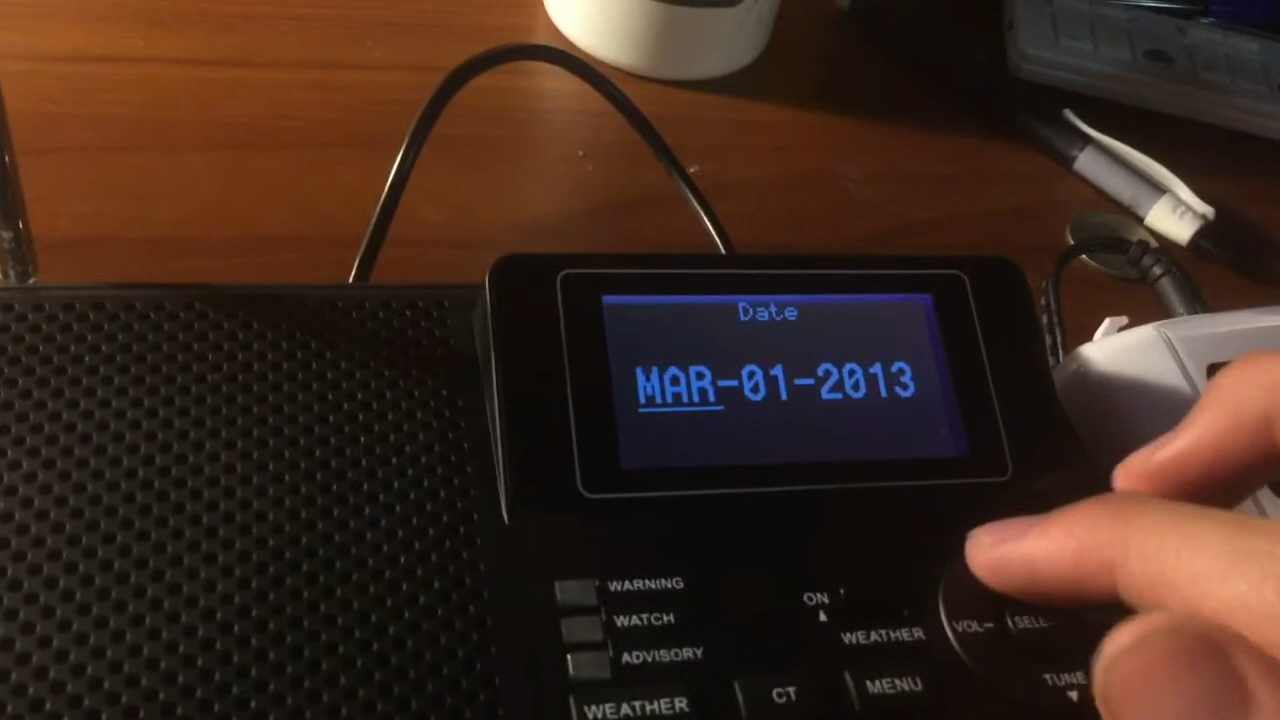 Date
MAR-01-2013
WARNING
WATCH
ADVISORY
ON
WEATHER
VOL-
TUNE
WEATHER
CT
MENU